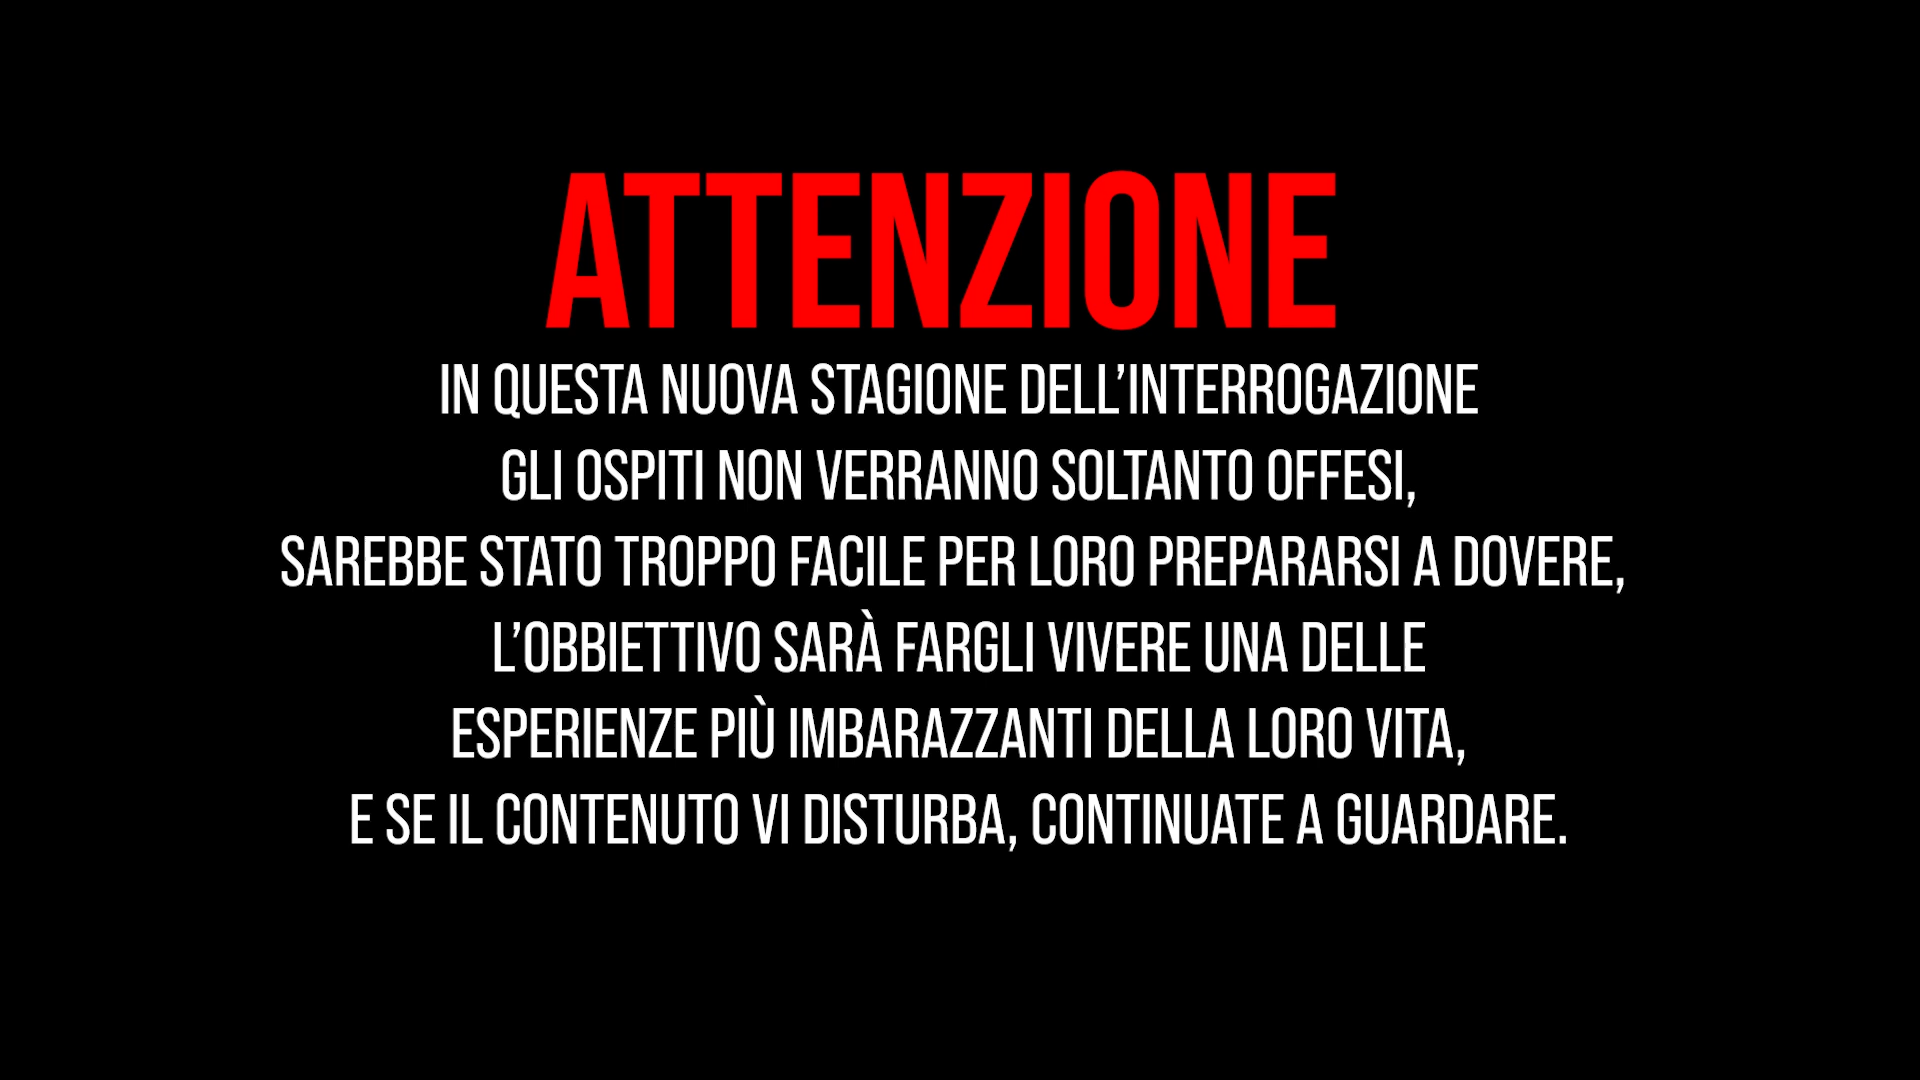 ATTENZIONE
IN QUESTA NUOVA STAGIONE DELL’INTERROGAZIONE
GLI OSPITI NON VERRANNO SOLTANTO OFFESI,
SAREBBE STATO TROPPO FACILE PER LORO PREPARARSI A DOVERE,
L’OBBIETTIVO SARÀ FARGLI VIVERE UNA DELLE
ESPERIENZE PIÙ IMBARAZZANTI DELLA LORO VITA,
E SE IL CONTENUTO VI DISTURBA, CONTINUATE A GUARDARE.